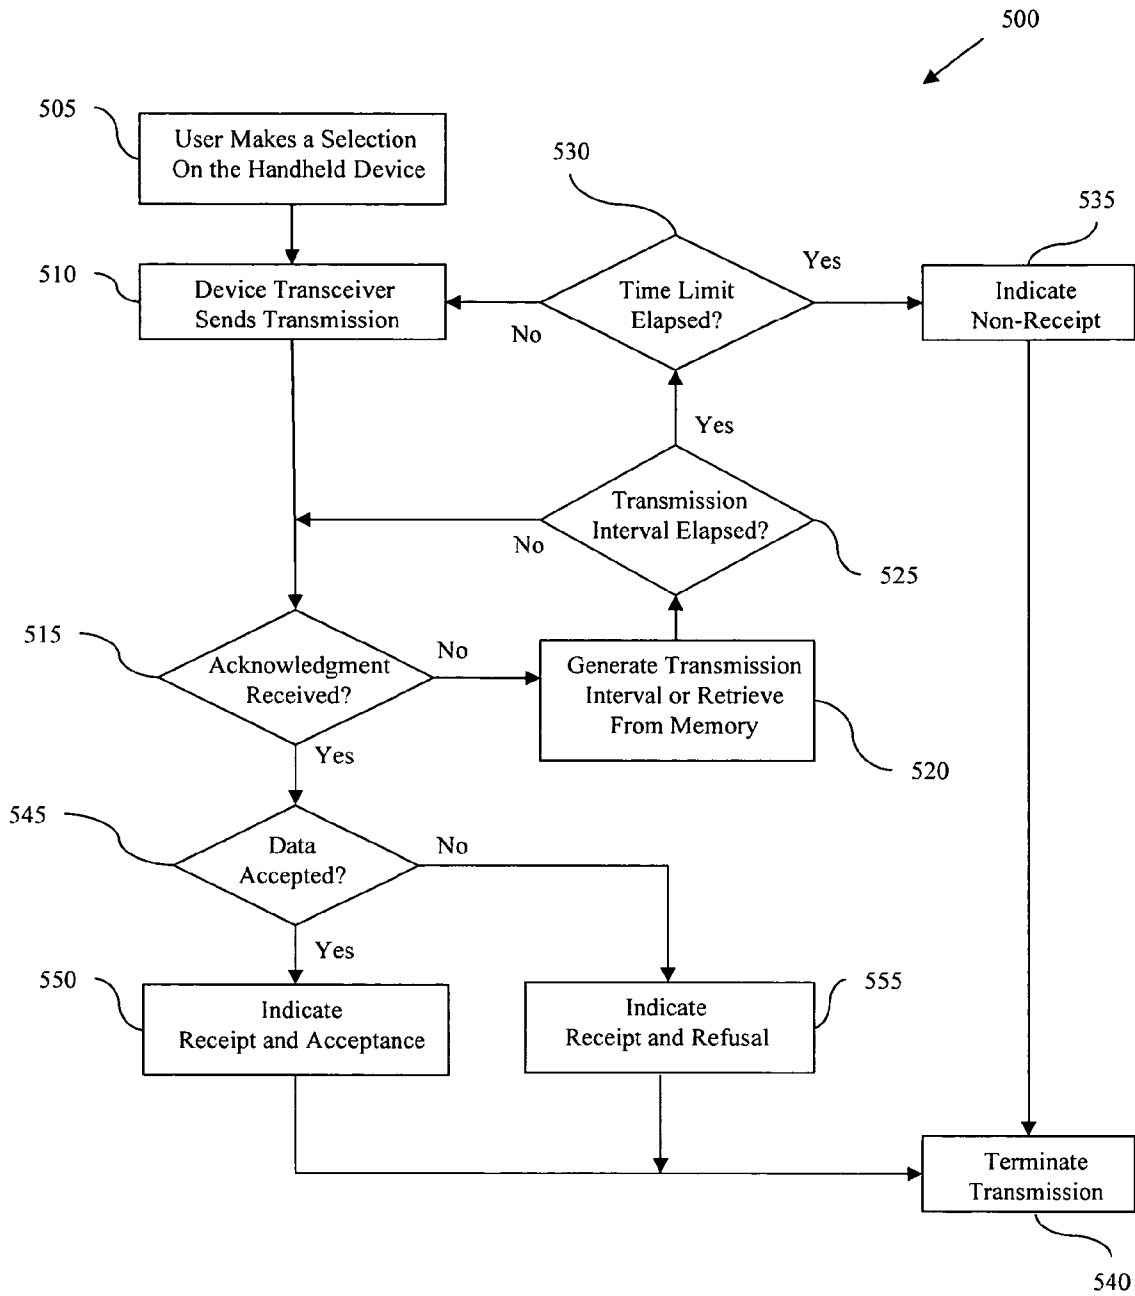 500
505
User Makes a Selection
On the Handheld Device
530
535
510
Device Transceiver
Sends Transmission
No
Time Limit
Elapsed?
Yes
Indicate
Non-Receipt
Yes
Transmission
Interval Elapsed?
No
525
515
Acknowledgment
Received?
No
Generate Transmission
Interval or Retrieve
From Memory
520
Yes
545
Data
Accepted?
No
Yes
550
Indicate
Receipt and Acceptance
555
Indicate
Receipt and Refusal
Terminate
Transmission
540